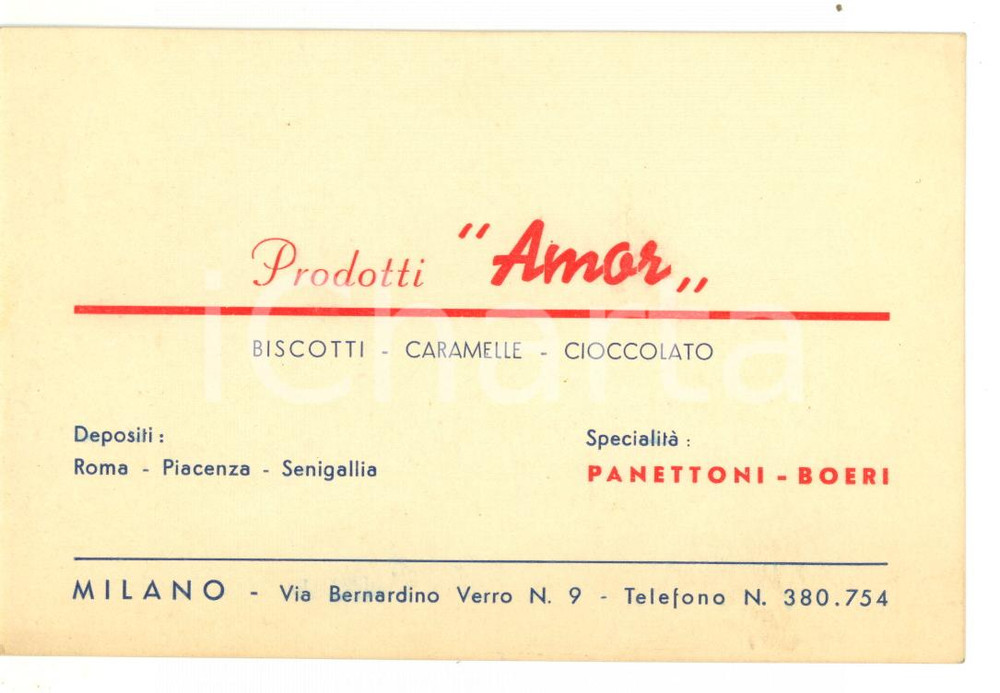 Prodotti "Amor„
BISCOTTI - CARAMELLE - CIOCCOLATO
Depositi :
Roma - Piacenza - Senigallia
Specialità :
PANETTONI - BOERI
MILANO - Via Bernardino Verro N. 9 - Telefono N. 380.754
iCharta